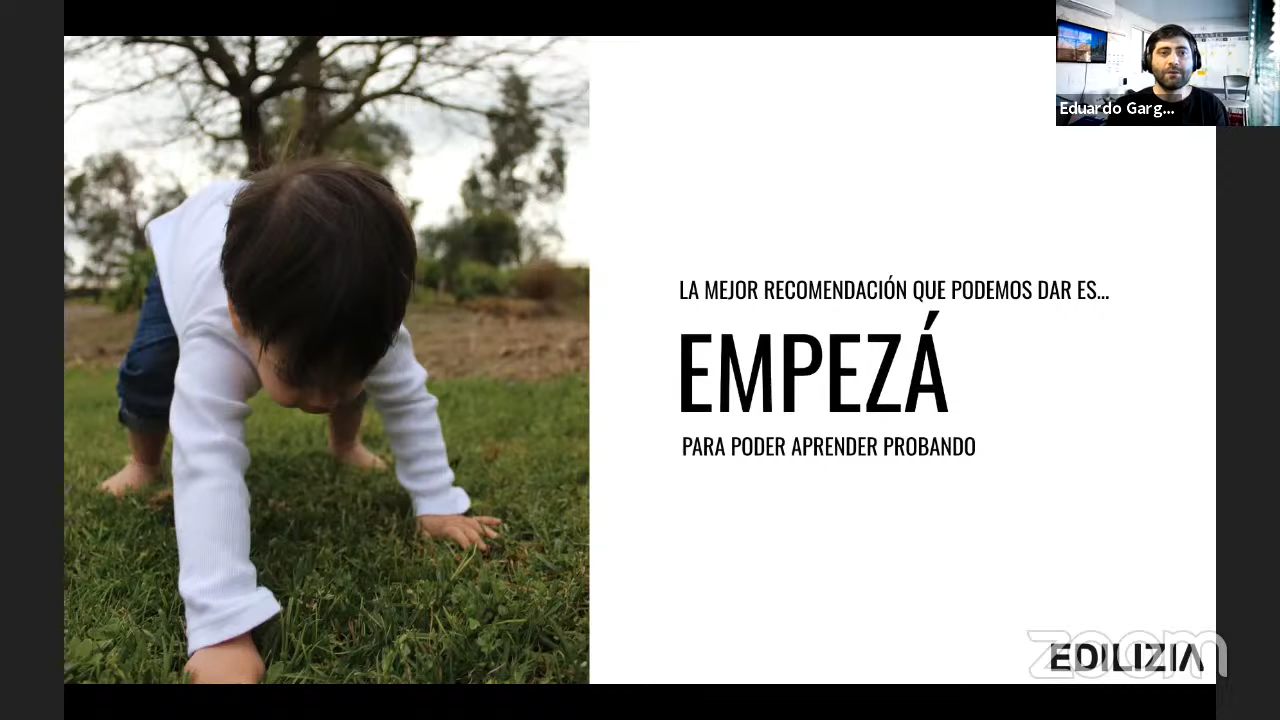 Eduardo Garg...
LA MEJOR RECOMENDACIÓN QUE PODEMOS DAR ES...
EMPEZÁ
PARA PODER APRENDER PROBANDO
zoom
EDILIZIA